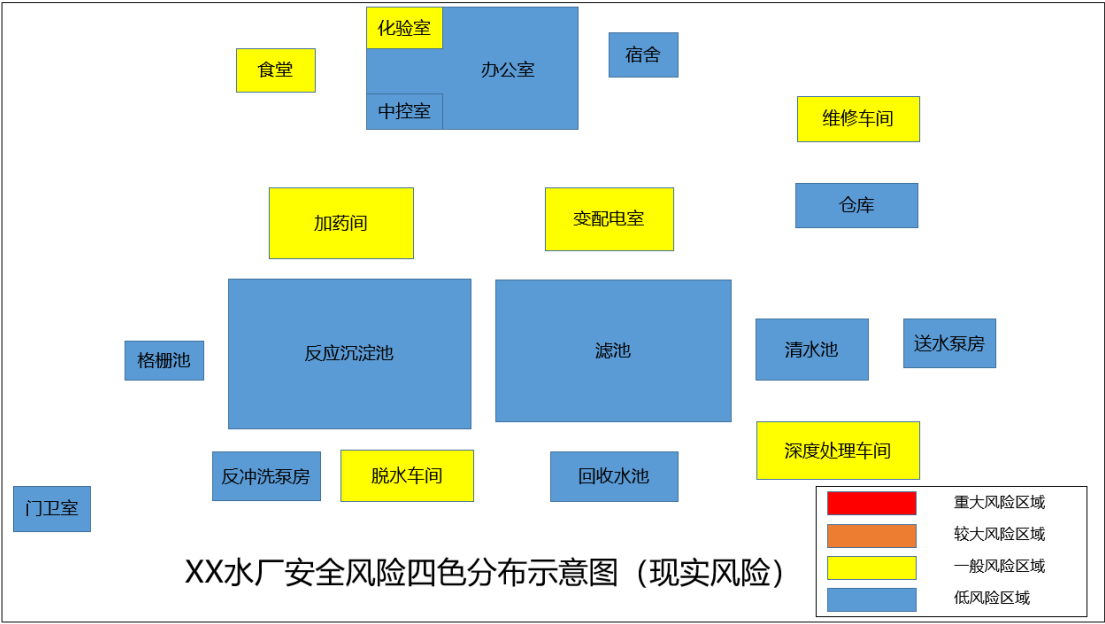 化验室
食堂
办公室
宿舍
中控室
维修车间
仓库
加药间
变配电室
格栅池
反应沉淀池
滤池
清水池
送水泵房
深度处理车间
反冲洗泵房
脱水车间
回收水池
门卫室
重大风险区域
较大风险区域
一般风险区域
低风险区域
XX水厂安全风险四色分布示意图（现实风险）